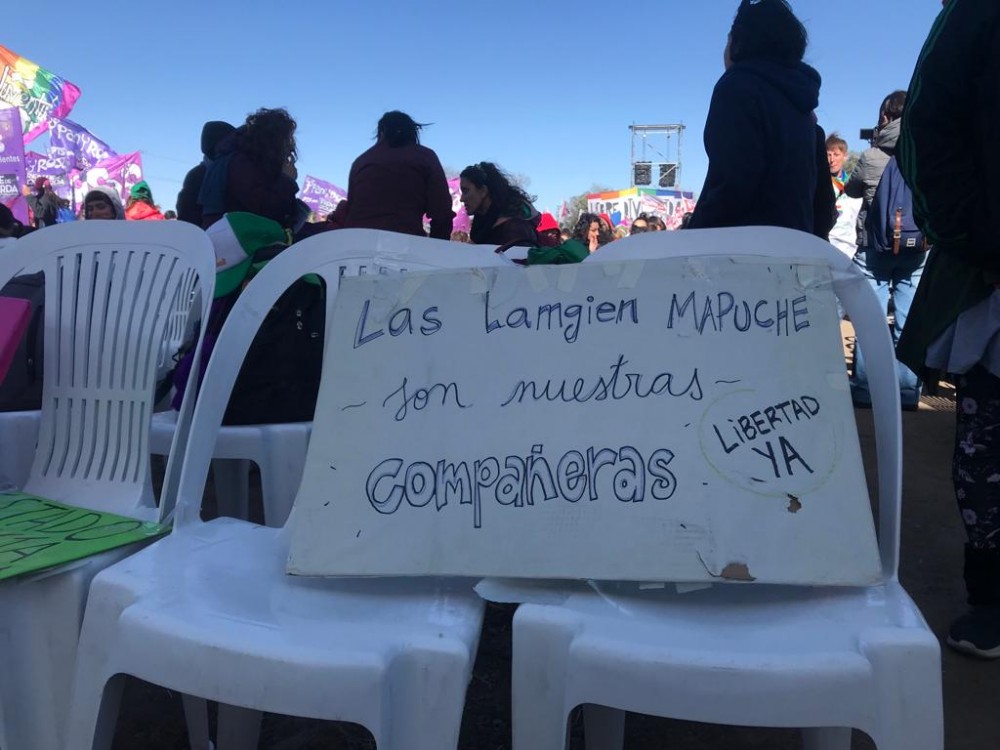 Las Lamgien MAPUCHE
~ son nuestras ~
compañeras
LiBERTAD
YA